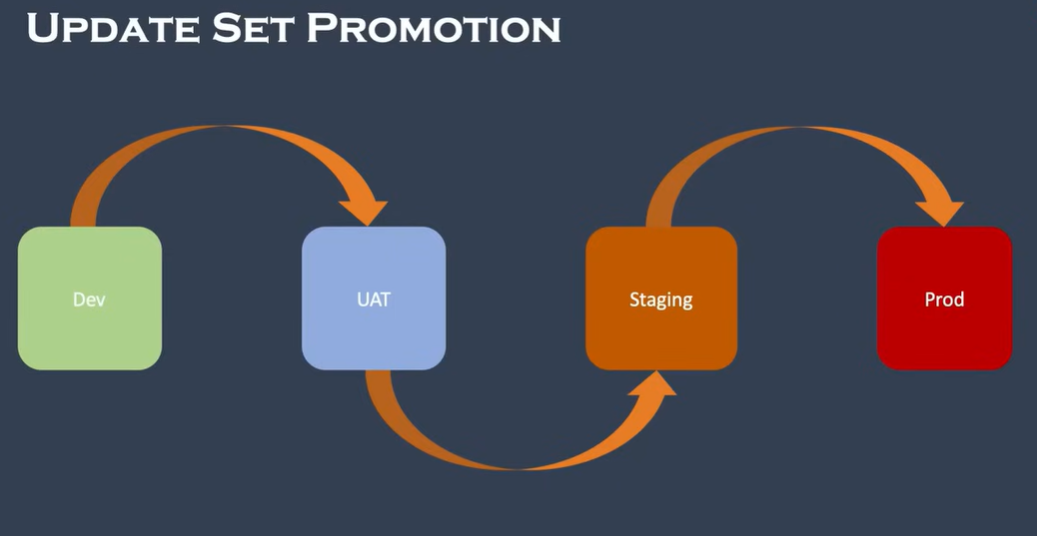 Update Set Promotion
Dev
UAT
Staging
Prod